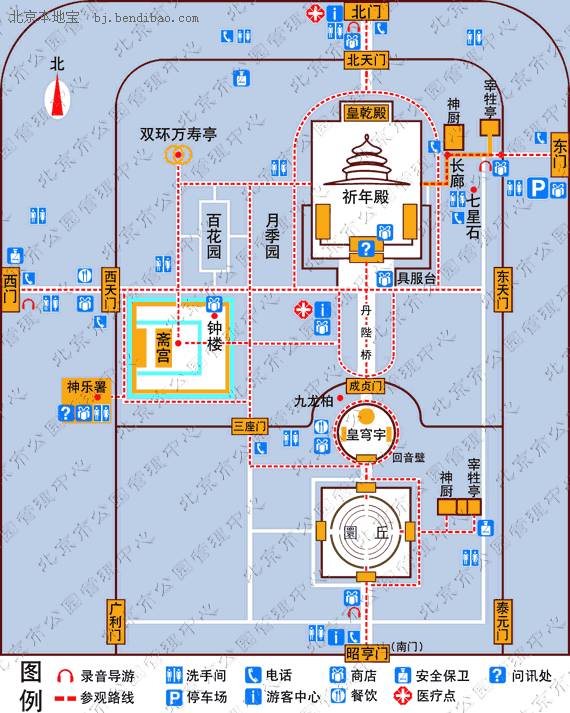 北京本地宝 bj.bendibao.com
北门
北
北天门
皇乾殿
神厨
宰牲亭
东门
双环万寿亭
长廊
祈年殿
七星石
百花园
月季园
P
?
具服台
西门
西天门
东天门
丹陛桥
钟楼
斋宫
成贞门
神乐署
?
九龙柏
三座门
皇穹宇
回音壁
神厨
宰牲亭
圜丘
广利门
泰元门
昭亨门
(南门)
图例
录音导游
洗手间
电话
商店
安全保卫
? 问讯处
参观路线
P 停车场
i 游客中心
餐饮
医疗点
北京市公园管理中心